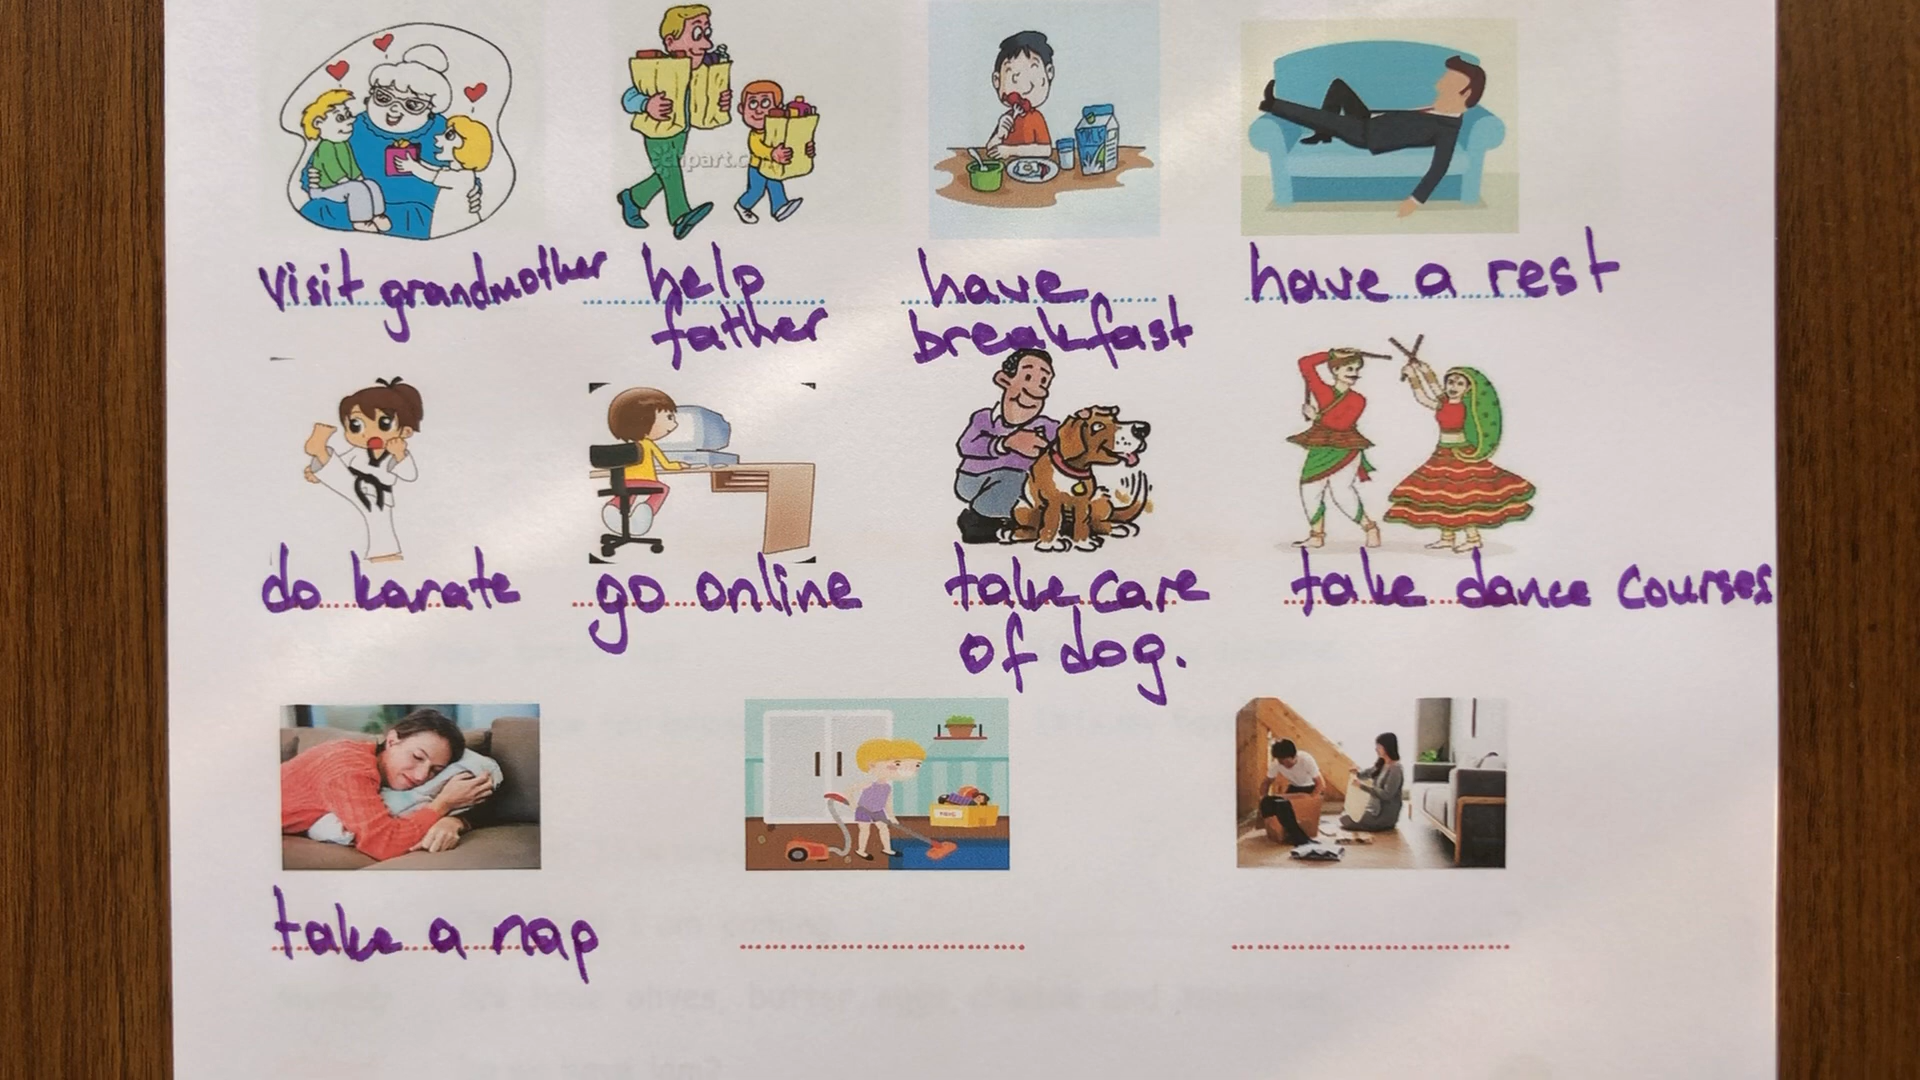 visit grandmother
help
father
have
breakfast
have a rest
do karate
go online
take care
of dog.
take dance courses
take a nap